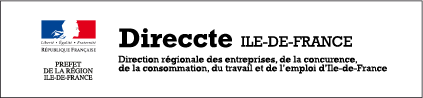 Liberté • Égalité • Fraternité
RÉPUBLIQUE FRANÇAISE
PREFET
DE LA RÉGION
ILE-DE-FRANCE
Direccte ILE-DE-FRANCE
Direction régionale des entreprises, de la concurence,
de la consommation, du travail et de l'emploi d'Ile-de-France